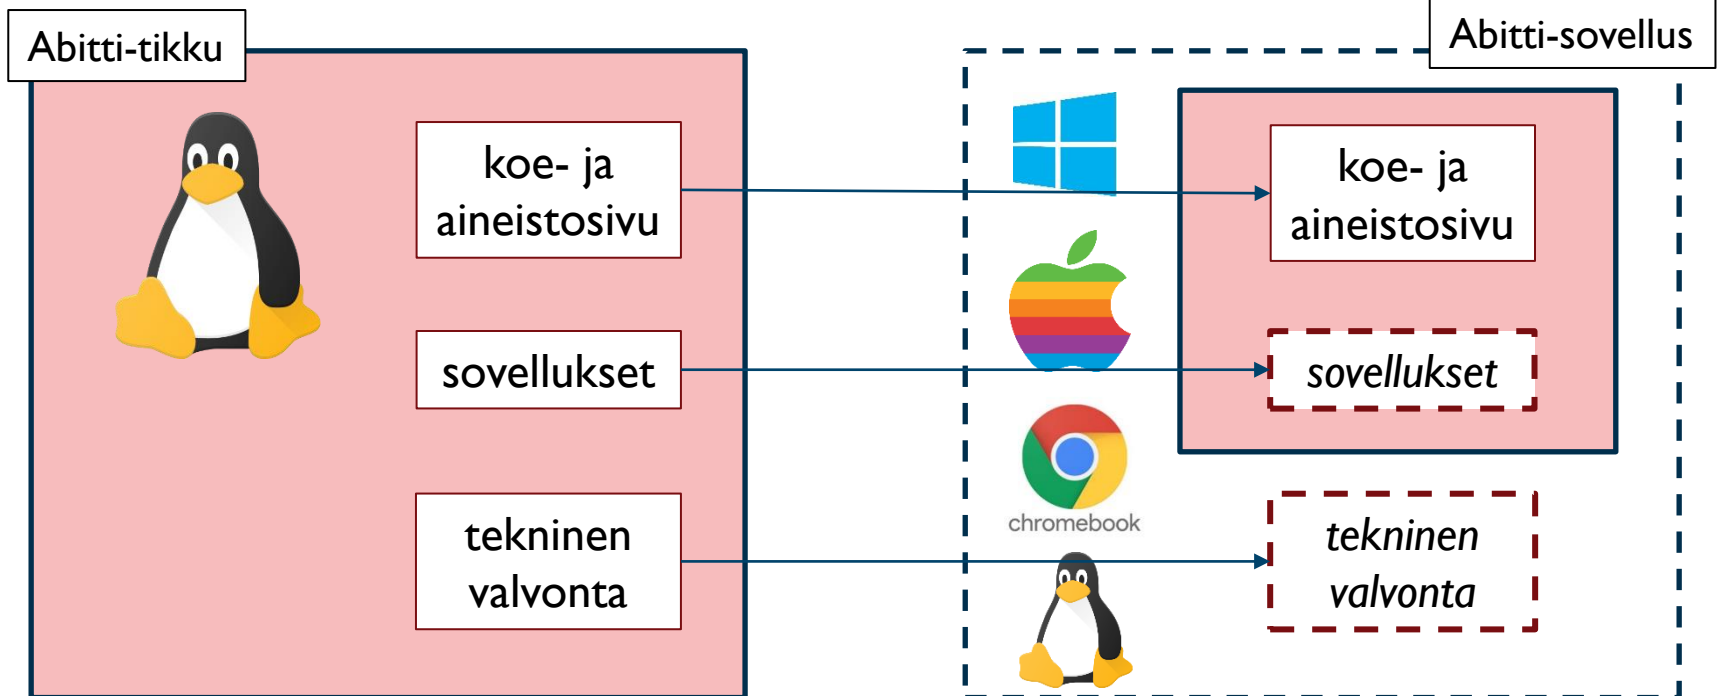 Abitti-tikku
koe- ja
aineistosivu
sovellukset
tekninen
valvonta
Abitti-sovellus
chromebook
koe- ja
aineistosivu
sovellukset
tekninen
valvonta